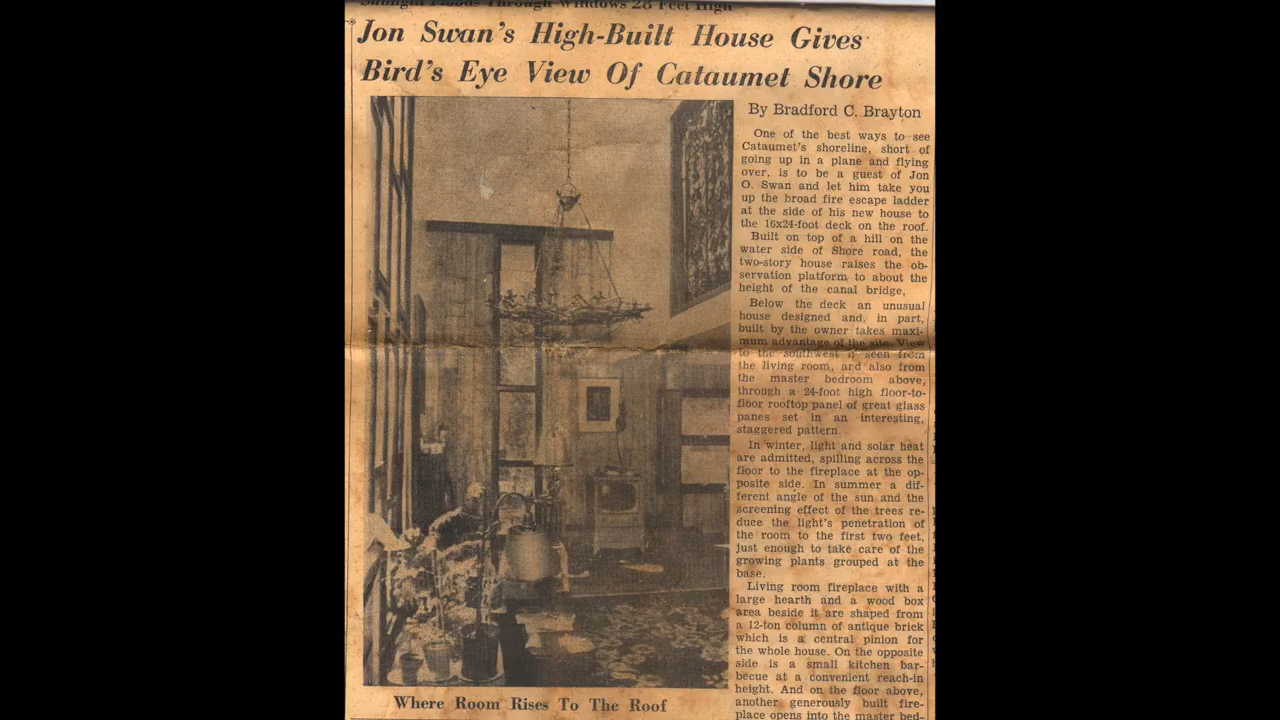 Sunlight Floods Through Windows 28 Feet High
Jon Swan's High-Built House Gives
Bird's Eye View Of Cataumet Shore
By Bradford C. Brayton
One of the best ways to see
Cataumet's shoreline, short of
going up in a plane and flying
over, is to be a guest of Jon
O. Swan and let him take you
up the broad fire escape ladder
at the side of his new house to
the 16x24-foot deck on the roof.
Built on top of a hill on the
water side of Shore road, the
two-story house raises the ob-
servation platform to about the
height of the canal bridge,
Below the deck an unusual
house designed and, in part,
built by the owner takes maxi-
mum advantage of the site. View
to the southwest is seen from
the living room, and also from
the master bedroom above,
through a 24-foot high floor-to-
floor rooftop panel of great glass
panes set in an interesting,
staggered pattern.
In winter, light and solar heat
are admitted, spilling across the
floor to the fireplace at the op-
posite side. In summer a dif-
ferent angle of the sun and the
screening effect of the trees re-
duce the light's penetration of
the room to the first two feet,
just enough to take care of the
growing plants grouped at the
base.
Living room fireplace with a
large hearth and a wood box
area beside it are shaped from
a 12-ton column of antique brick
which is a central pinion for
the whole house. On the opposite
side is a small kitchen bar-
becue at a convenient reach-in
height. And on the floor above,
another generously built fire-
place opens into the master bed-
Where Room Rises To The Roof